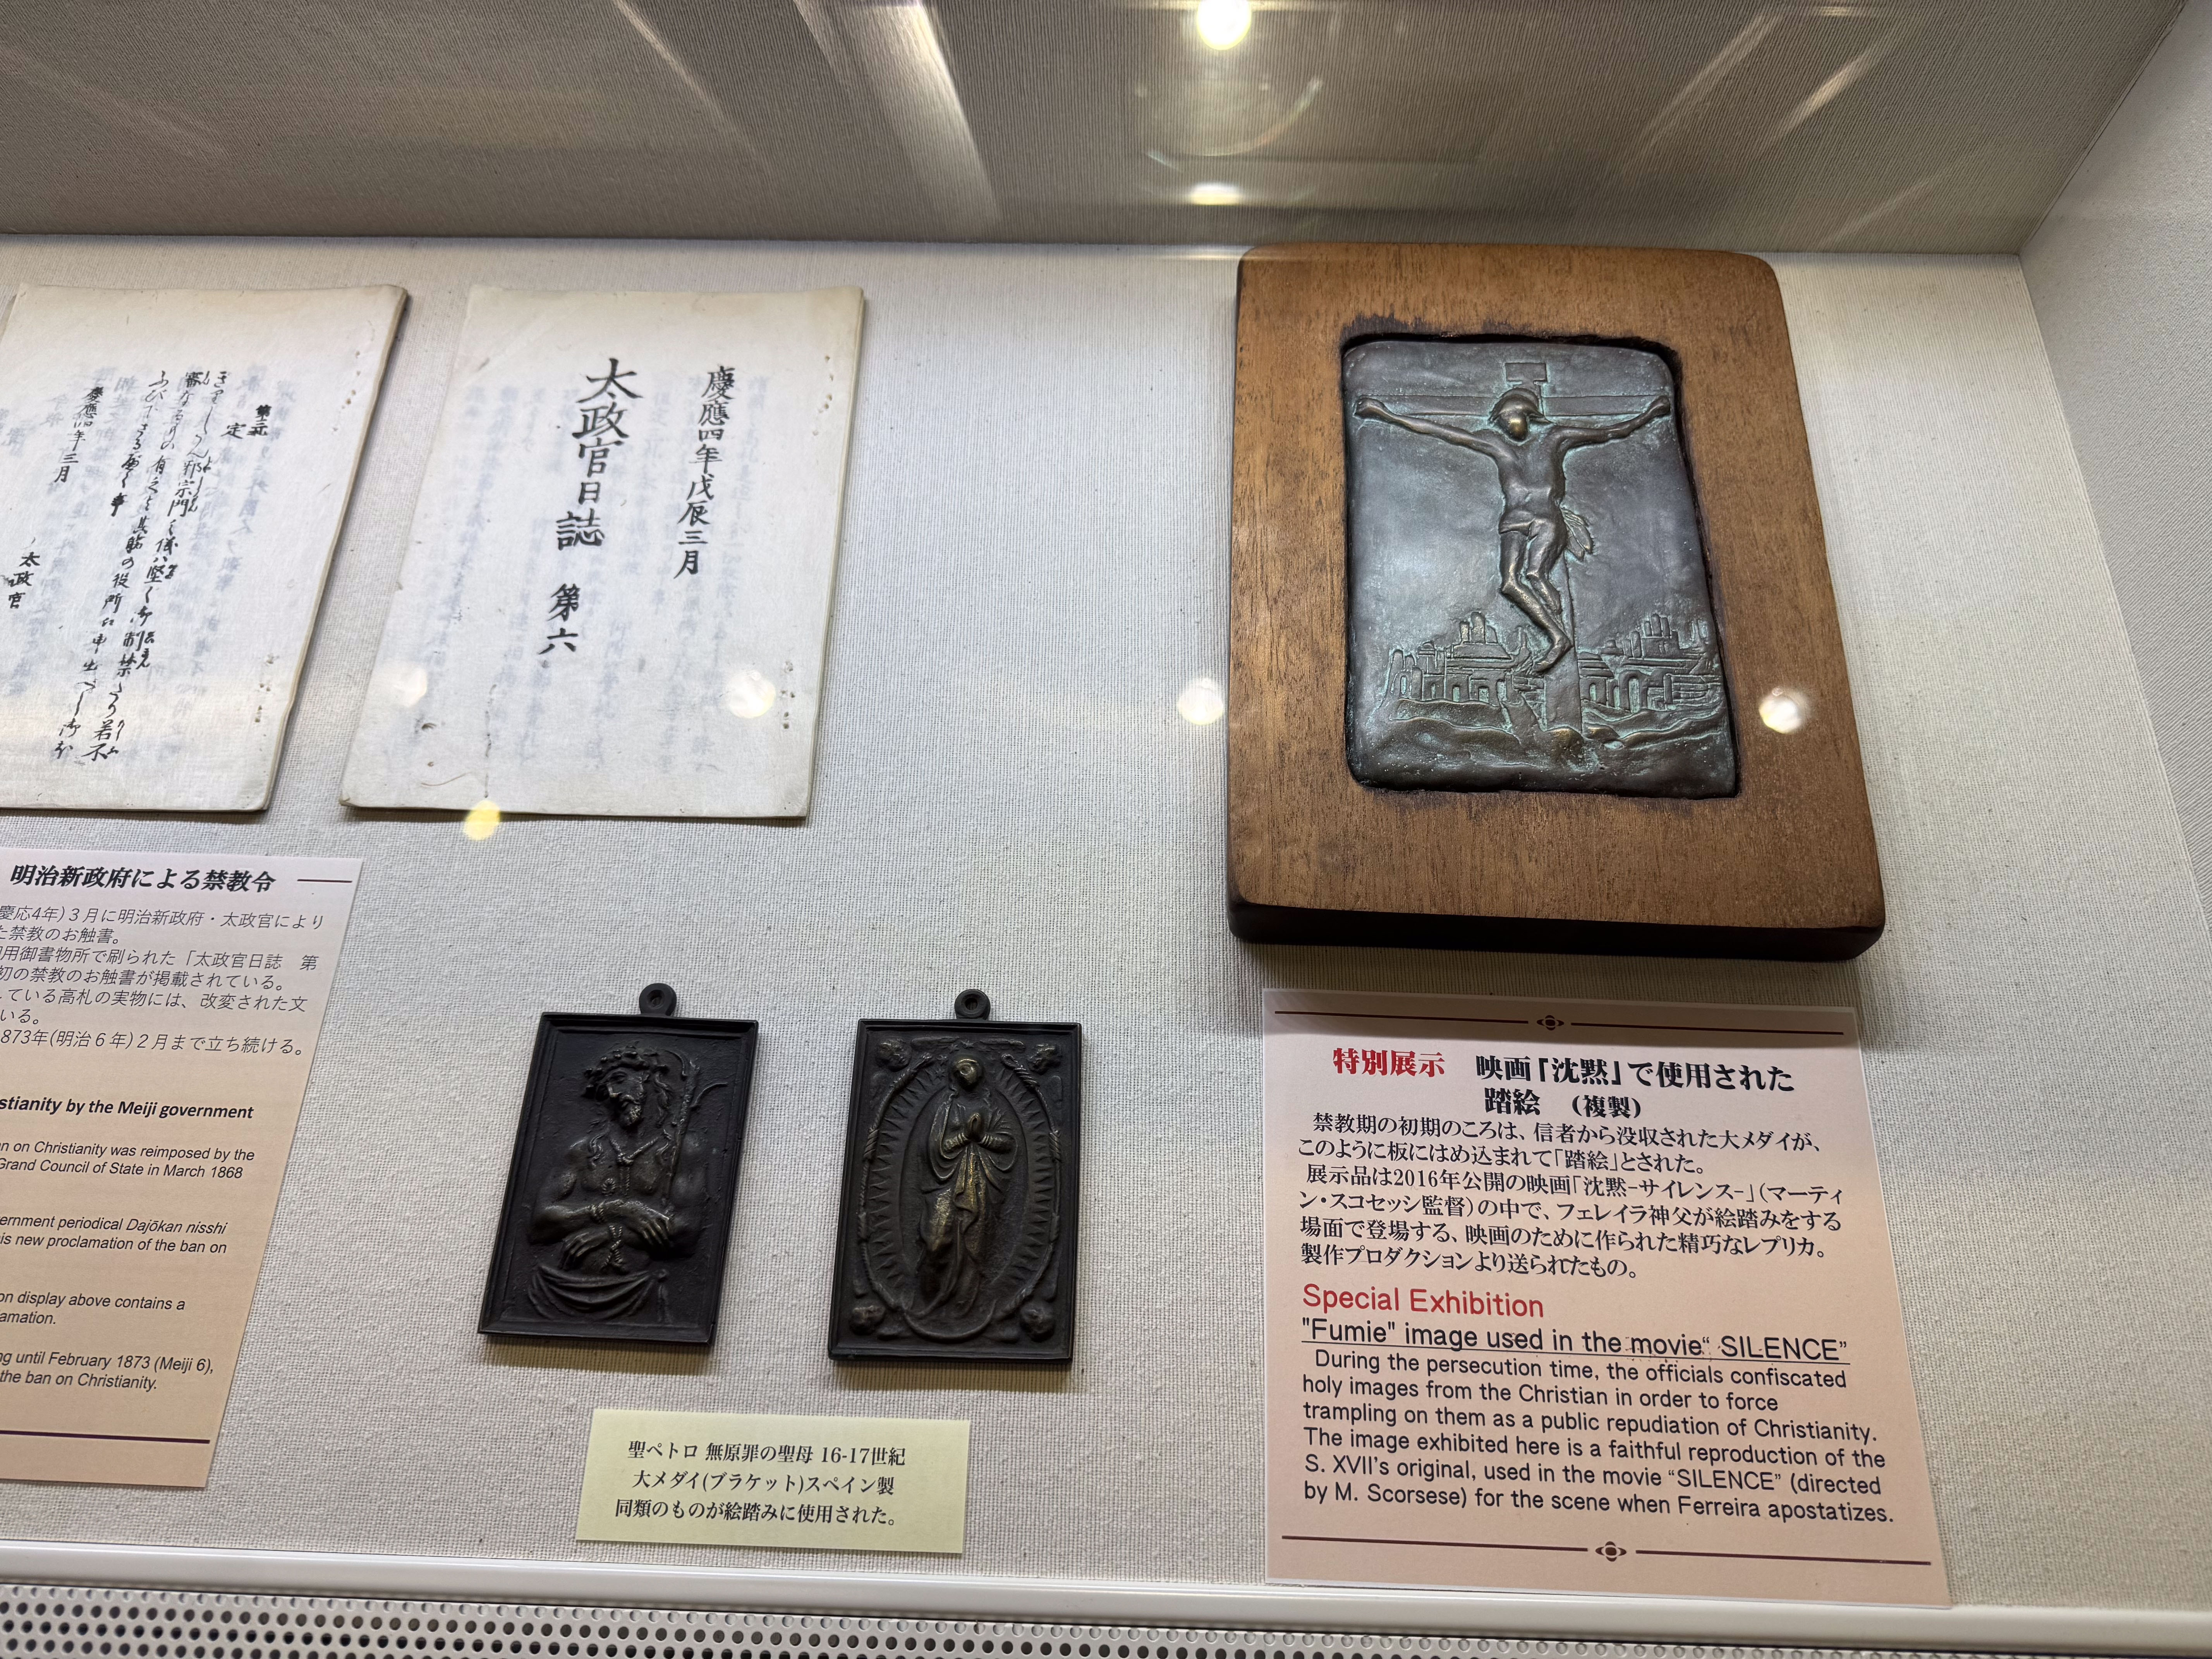 定
慶應四年三月
太政官
慶應四年戊辰三月
太政官日誌 第六
明治新政府による禁教令
慶応4年)３月に明治新政府・太政官により
た禁教のお触書。
用御書物所で刷られた「太政官日誌 第
初の禁教のお触書が掲載されている。
している高札の実物には、改変された文
いる。
873年(明治６年)２月まで立ち続ける。
stianity by the Meiji government
an on Christianity was reimposed by the
Grand Council of State in March 1868
ernment periodical Dajōkan nisshi
is new proclamation of the ban on
on display above contains a
amation.
ng until February 1873 (Meiji 6),
the ban on Christianity.
聖ペトロ 無原罪の聖母 16-17世紀
大メダイ(ブラケット)スペイン製
同類のものが絵踏みに使用された。
特別展示 映画「沈黙」で使用された
踏絵 （複製）
禁教期の初期のころは、信者から没収された大メダイが、
このように板にはめ込まれて「踏絵」とされた。
展示品は2016年公開の映画「沈黙-サイレンス-」（マーティ
ン・スコセッシ監督）の中で、フェレイラ神父が絵踏みをする
場面で登場する、映画のために作られた精巧なレプリカ。
製作プロダクションより送られたもの。
Special Exhibition
"Fumie" image used in the movie“ SILENCE”
During the persecution time, the officials confiscated
holy images from the Christian in order to force
trampling on them as a public repudiation of Christianity.
The image exhibited here is a faithful reproduction of the
S. XVII's original, used in the movie “SILENCE” (directed
by M. Scorsese) for the scene when Ferreira apostatizes.